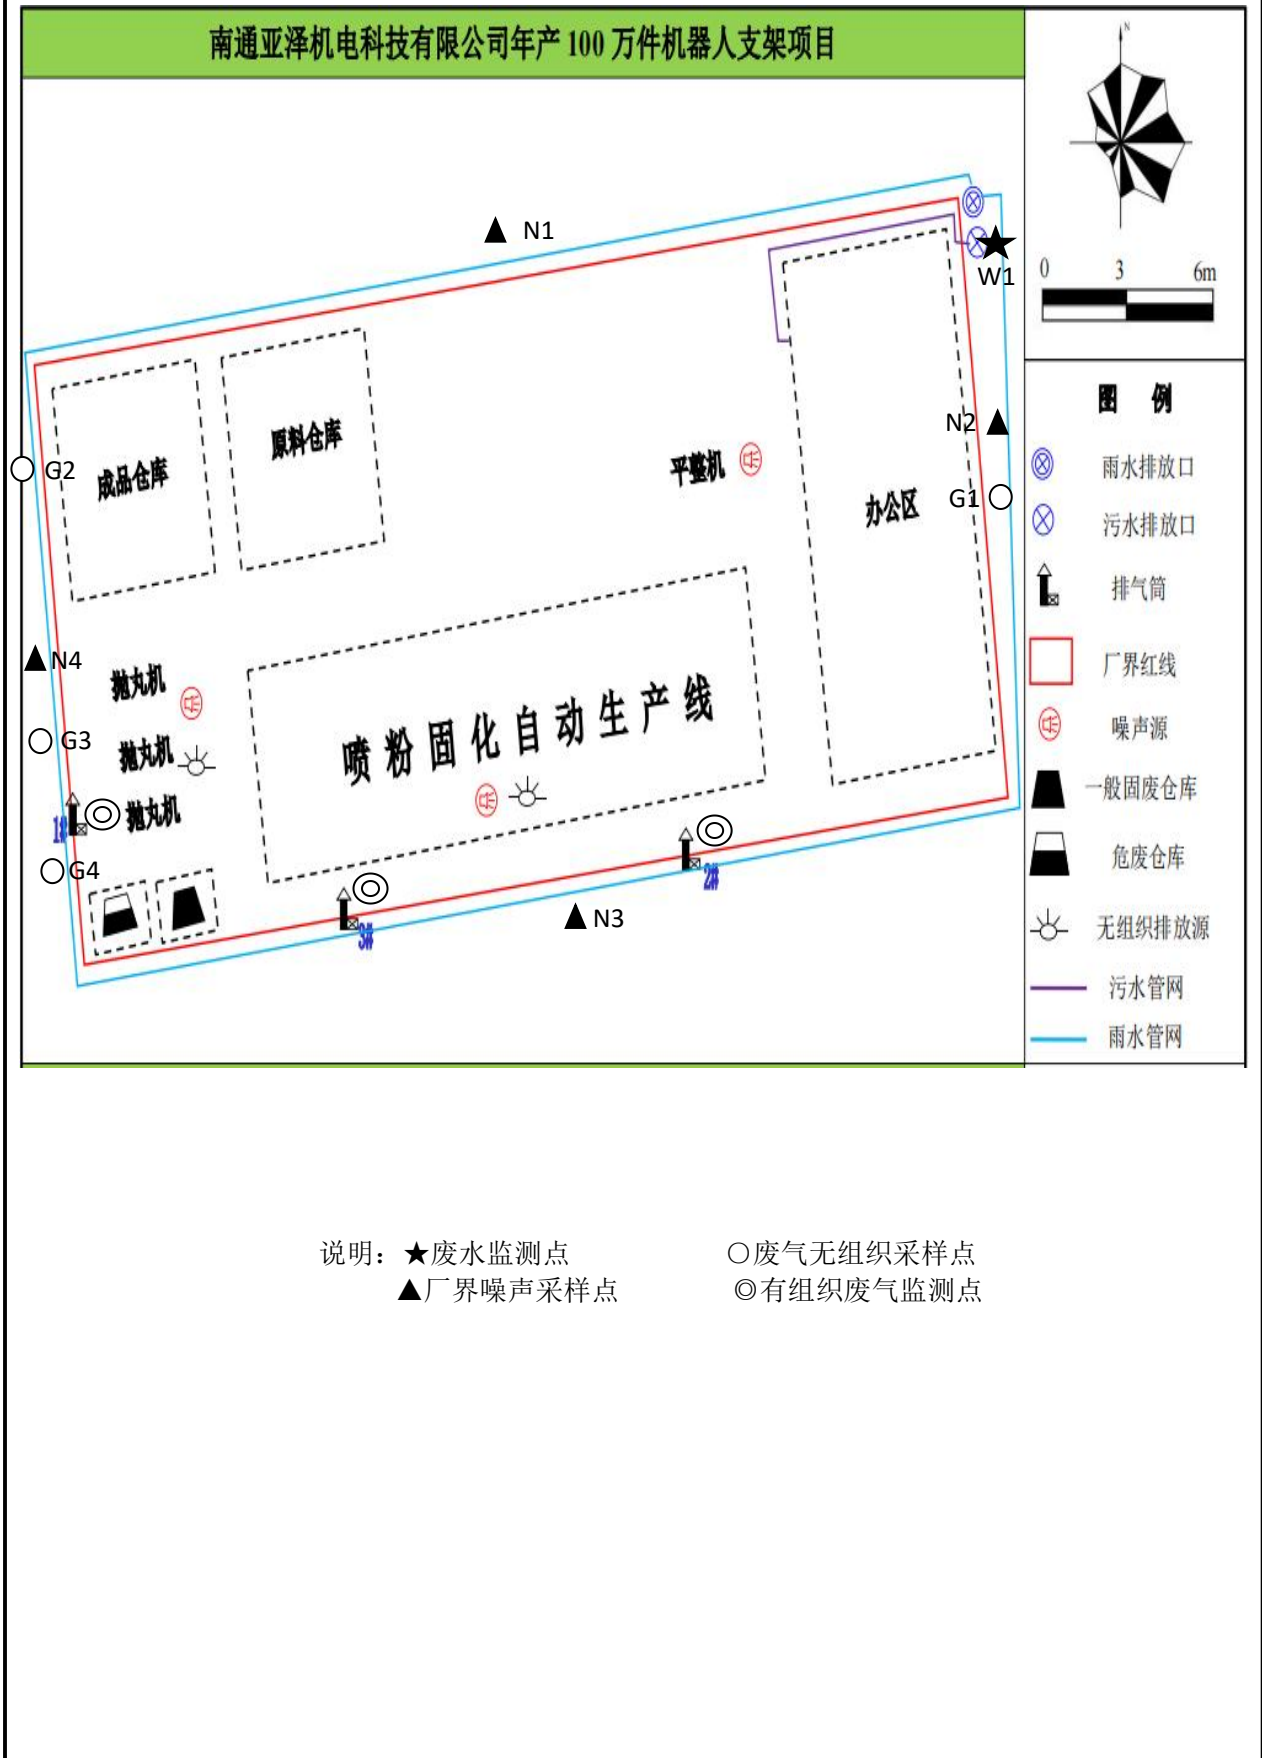 南通亚泽机电科技有限公司年产 100 万件机器人支架项目
N
0 3 6m
N1
W1
N2
G1
G2
成品仓库
原料仓库
平整机
办公区
N4
抛丸机
G3
抛丸机
喷粉固化自动生产线
1#
抛丸机
G4
2#
3#
N3
图 例
雨水排放口
污水排放口
排气筒
厂界红线
噪声源
一般固废仓库
危废仓库
无组织排放源
污水管网
雨水管网
说明：★废水监测点 ○废气无组织采样点
▲厂界噪声采样点 ◎有组织废气监测点